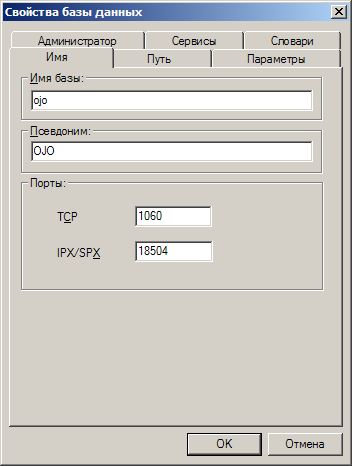 Свойства базы данных
Администратор Сервисы Словари
Имя Путь Параметры
Имя базы:
ojo
Псевдоним:
OJO
Порты:
TCP 1060
IPX/SPX 18504
OK Отмена